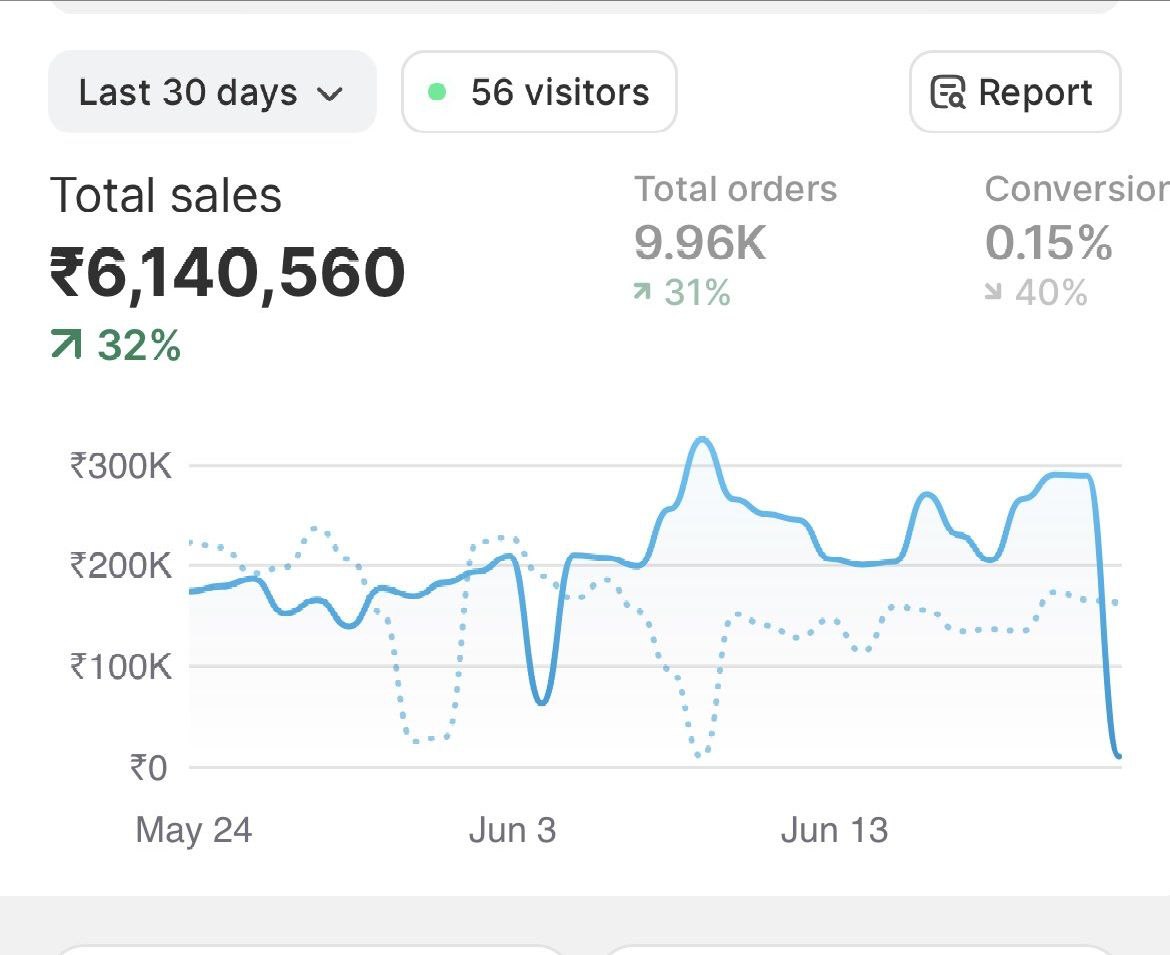 Last 30 days
56 visitors
Report
Total sales
₹6,140,560
32%
Total orders
9.96K
31%
Conversion
0.15%
40%
₹300K
₹200K
₹100K
₹0
May 24
Jun 3
Jun 13